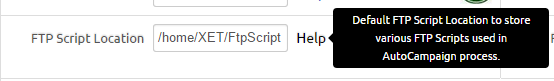 FTP Script Location
/home/XET/FtpScript
Help
Default FTP Script Location to store
various FTP Scripts used in
AutoCampaign process.